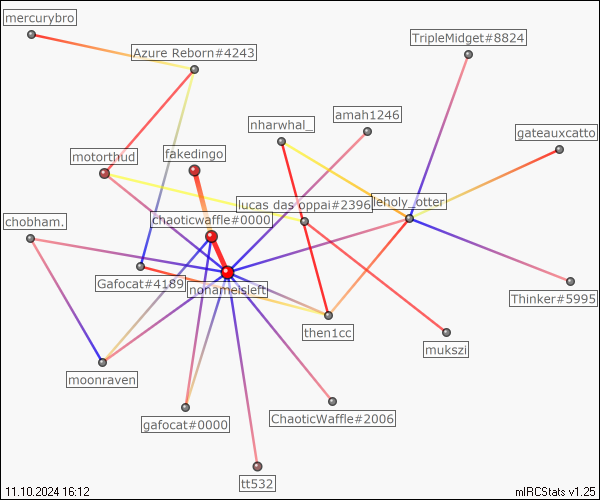 mercurybro
TripleMidget#8824
Azure Reborn#4243
amah1246
nharwhal_
gateauxcatto
motorthud
fakedingo
lucas das oppai#2396
leholy_otter
chaoticwaffle#0000
chobham.
Gafocat#4189
nonameisleft
Thinker#5995
then1cc
mukszi
moonraven
gafocat#0000
ChaoticWaffle#2006
tt532
11.10.2024 16:12
mIRCStats v1.25